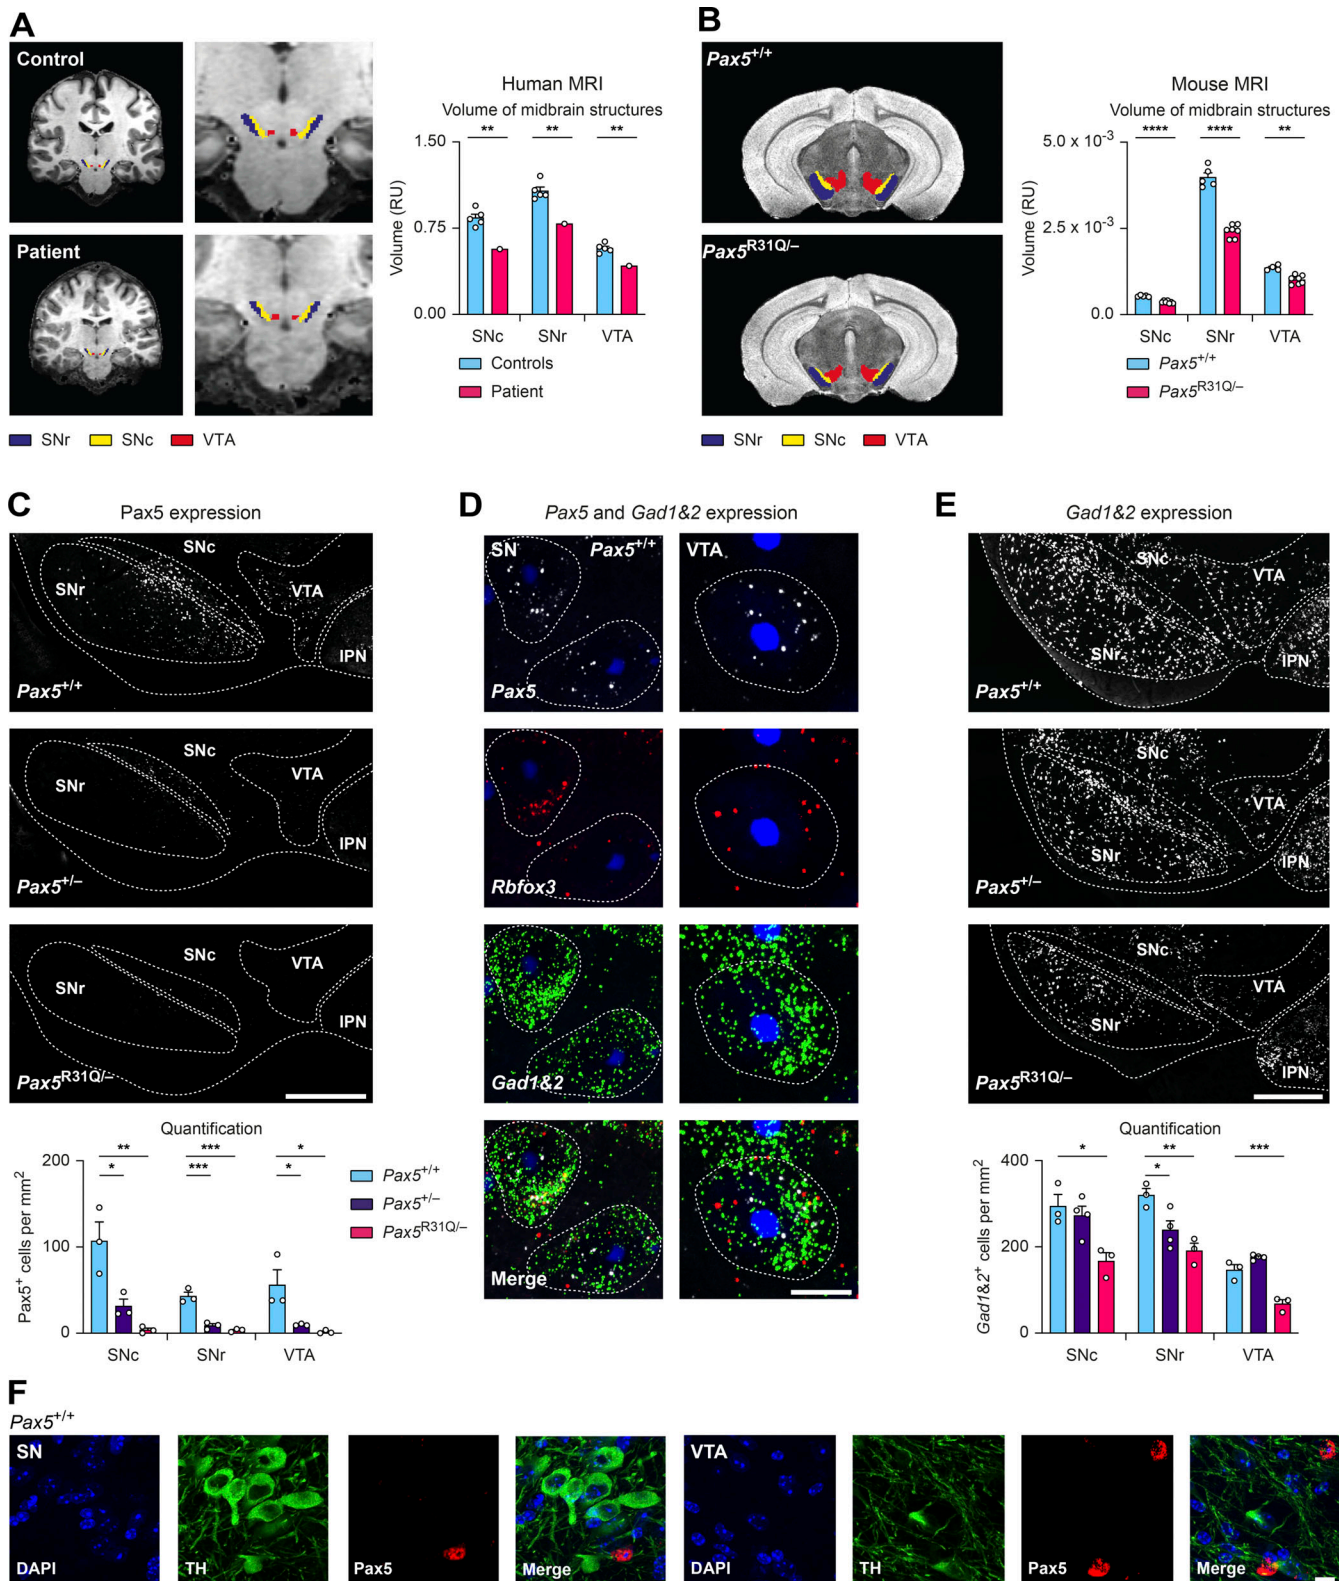 A
Control
Patient
SNr SNc VTA
Human MRI
Volume of midbrain structures
** ** **
Volume (RU)
1.50
0.75
0.00
SNc SNr VTA
Controls
Patient
B
Pax5+/+
Pax5R31Q/–
SNr SNc VTA
Mouse MRI
Volume of midbrain structures
**** **** **
Volume (RU)
5.0 x 10-3
2.5x10-3
0.0
SNc SNr VTA
Pax5+/+
Pax5R31Q/–
C
Pax5 expression
SNc
SNr
VTA
IPN
Pax5+/+
SNc
SNr
VTA
IPN
Pax5+/–
SNc
SNr
VTA
IPN
Pax5R31Q/–
Quantification
** *** *
* *** *
Pax5+ cells per mm2
200
100
0
SNc SNr VTA
Pax5+/+
Pax5+/–
Pax5R31Q/–
D
Pax5 and Gad1&2 expression
SN Pax5+/+ VTA
Pax5
Rbfox3
Gad1&2
Merge
E
Gad1&2 expression
SNc
VTA
SNr
IPN
Pax5+/+
SNc
VTA
SNr
IPN
Pax5+/–
SNc
VTA
SNr
IPN
Pax5R31Q/–
Quantification
* ** ***
*
Gad1&2+ cells per mm2
400
200
0
SNc SNr VTA
F
Pax5+/+
SN VTA
DAPI TH Pax5 Merge DAPI TH Pax5 Merge